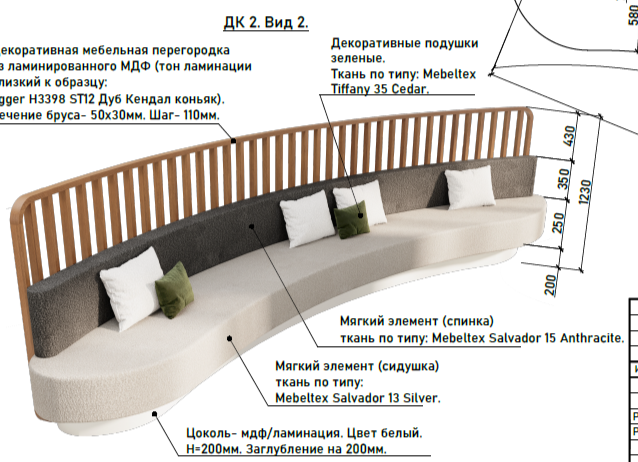 580
ДК 2. Вид 2.
екоративная мебельная перегородка
з ламинированного МДФ (тон ламинации
лизкий к образцу:
gger H3398 ST12 Дуб Кендал коньяк).
ечение бруса- 50х30мм. Шаг- 110мм.
Декоративные подушки
зеленые.
Ткань по типу: Mebeltex
Tiffany 35 Cedar.
430
350
1230
250
200
Мягкий элемент (спинка)
ткань по типу: Mebeltex Salvador 15 Anthracite.
Мягкий элемент (сидушка)
ткань по типу:
Mebeltex Salvador 13 Silver.
Цоколь- мдф/ламинация. Цвет белый.
Н=200мм. Заглубление на 200мм.